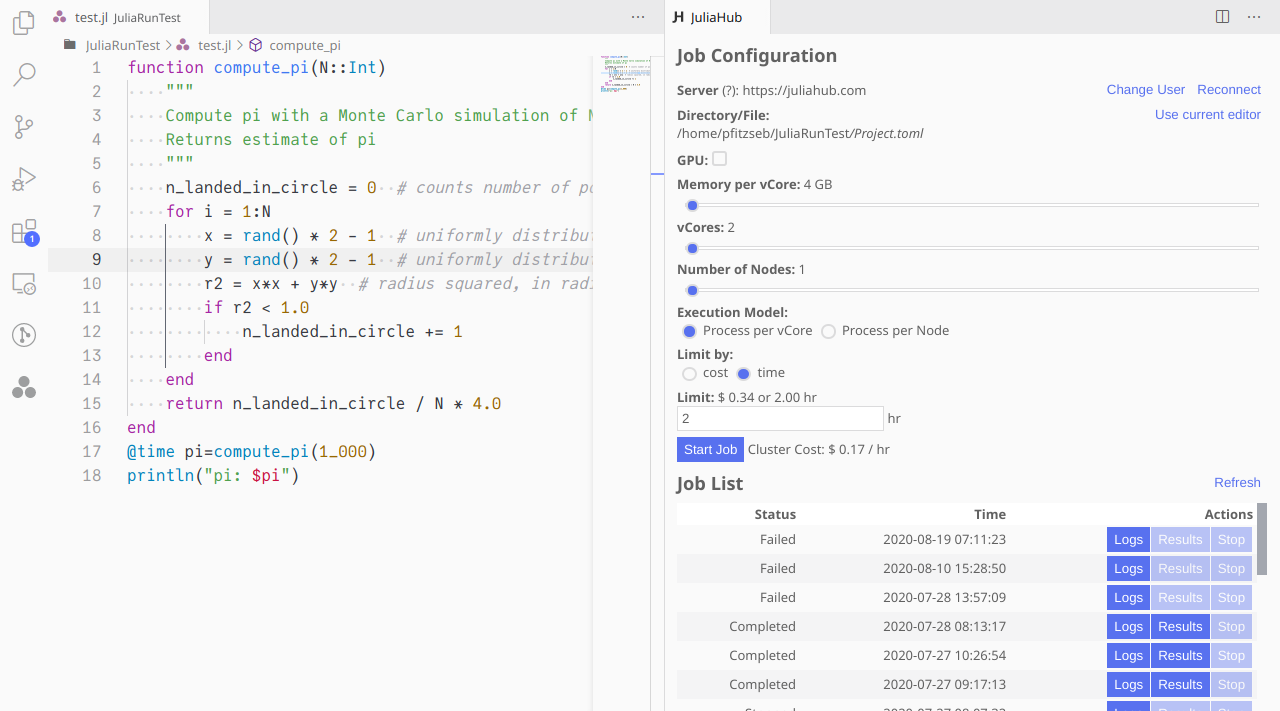 test.jl JuliaRunTest
JuliaRunTest > test.jl > compute_pi
1 function compute_pi(N::Int)
2 """
3 Compute pi with a Monte Carlo simulation of
4 Returns estimate of pi
5 """
6 n_landed_in_circle = 0 # counts number of
7 for i = 1:N
8 x = rand() * 2 - 1 # uniformly
9 y = rand() * 2 - 1 # uniformly
10 r2 = x*x + y*y # radius squared, in
11 if r2 < 1.0
12 n_landed_in_circle += 1
13 end
14 end
15 return n_landed_in_circle / N * 4.0
16 end
17 @time pi=compute_pi(1_000)
18 println("pi: $pi")
1
JuliaHub
Job Configuration
Server (?): https://juliahub.com Change User Reconnect
Directory/File: Use current editor
/home/pfitzseb/JuliaRunTest/Project.toml
GPU:
Memory per vCore: 4 GB
vCores: 2
Number of Nodes: 1
Execution Model:
Process per vCore Process per Node
Limit by:
cost time
Limit: $ 0.34 or 2.00 hr
2 hr
Start Job Cluster Cost: $ 0.17 / hr
Job List Refresh
Status Time Actions
Failed 2020-08-19 07:11:23 Logs Results Stop
Failed 2020-08-10 15:28:50 Logs Results Stop
Failed 2020-07-28 13:57:09 Logs Results Stop
Completed 2020-07-28 08:13:17 Logs Results Stop
Completed 2020-07-27 10:26:54 Logs Results Stop
Completed 2020-07-27 09:17:13 Logs Results Stop